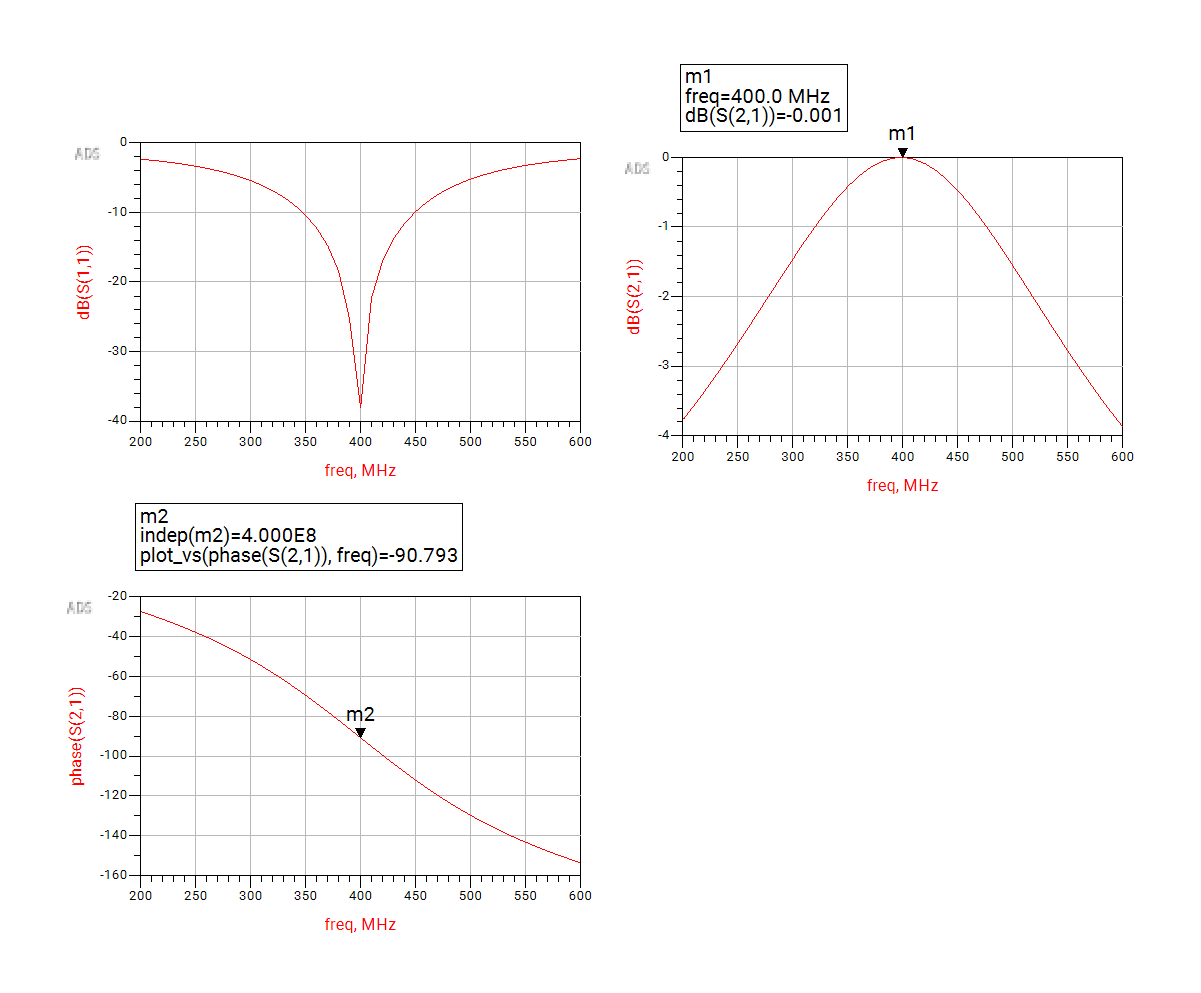 m1
freq=400.0 MHz
dB(S(2,1))=-0.001
m1
ADS
0
-10
-20
-30
-40
dB(S(1,1))
200 250 300 350 400 450 500 550 600
freq, MHz
ADS
0
-1
-2
-3
-4
dB(S(2,1))
200 250 300 350 400 450 500 550 600
freq, MHz
m2
indep(m2)=4.000E8
plot_vs(phase(S(2,1)), freq)=-90.793
ADS
-20
-40
-60
-80
-100
-120
-140
-160
phase(S(2,1))
m2
200 250 300 350 400 450 500 550 600
freq, MHz